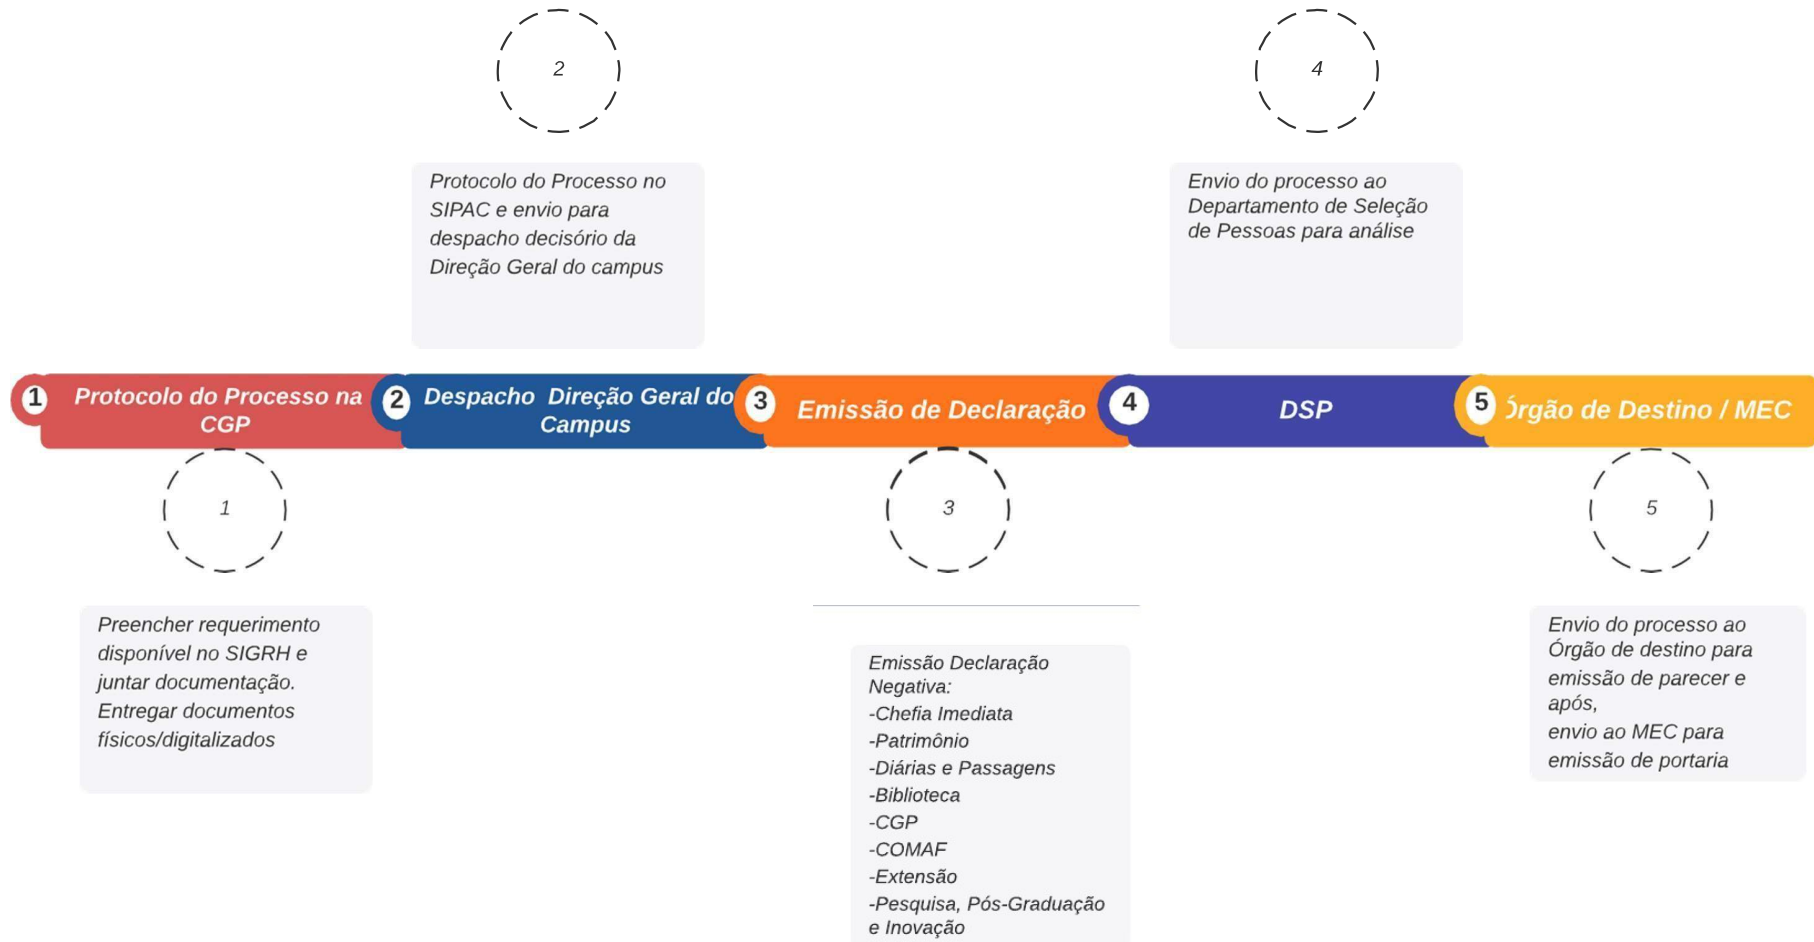 2
4
Protocolo do Processo no
SIPAC e envio para
despacho decisório da
Direção Geral do campus
Envio do processo ao
Departamento de Seleção
de Pessoas para análise
1
Protocolo do Processo na
CGP
2
Despacho Direção Geral do
Campus
3
Emissão de Declaração
4
DSP
5
Órgão de Destino / MEC
1
3
5
Preencher requerimento
disponível no SIGRH e
juntar documentação.
Entregar documentos
físicos/digitalizados
Emissão Declaração
Negativa:
-Chefia Imediata
-Patrimônio
-Diárias e Passagens
-Biblioteca
-CGP
-COMAF
-Extensão
-Pesquisa, Pós-Graduação
e Inovação
Envio do processo ao
Órgão de destino para
emissão de parecer e
após,
envio ao MEC para
emissão de portaria